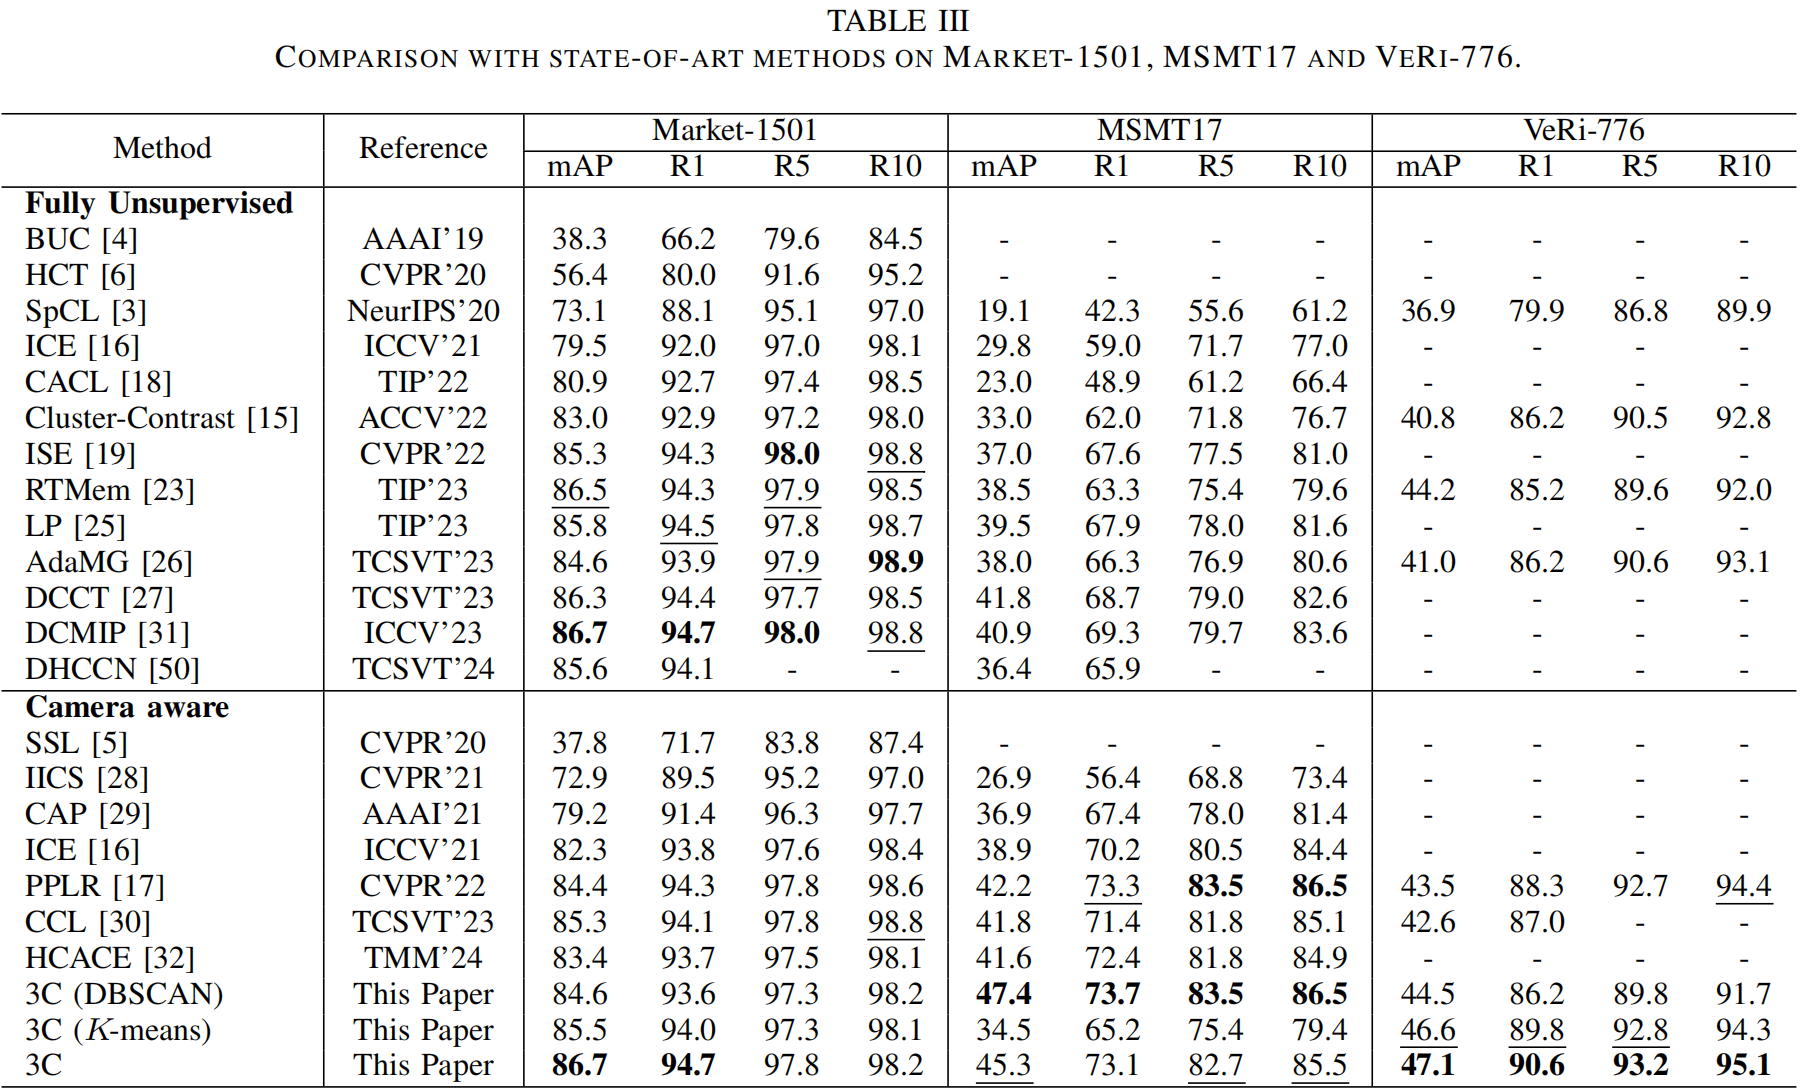 TABLE III
COMPARISON WITH STATE-OF-ART METHODS ON MARKET-1501, MSMT17 AND VERI-776.
Method Reference Market-1501 MSMT17 VeRi-776
mAP R1 R5 R10 mAP R1 R5 R10 mAP R1 R5 R10
Fully Unsupervised
BUC [4] AAAI'19 38.3 66.2 79.6 84.5 - - - - - - - -
HCT [6] CVPR'20 56.4 80.0 91.6 95.2 - - - - - - - -
SpCL [3] NeurIPS'20 73.1 88.1 95.1 97.0 19.1 42.3 55.6 61.2 36.9 79.9 86.8 89.9
ICE [16] ICCV'21 79.5 92.0 97.0 98.1 29.8 59.0 71.7 77.0 - - - -
CACL [18] TIP'22 80.9 92.7 97.4 98.5 23.0 48.9 61.2 66.4 - - - -
Cluster-Contrast [15] ACCV'22 83.0 92.9 97.2 98.0 33.0 62.0 71.8 76.7 40.8 86.2 90.5 92.8
ISE [19] CVPR'22 85.3 94.3 98.0 98.8 37.0 67.6 77.5 81.0 - - - -
RTMem [23] TIP'23 86.5 94.3 97.9 98.5 38.5 63.3 75.4 79.6 44.2 85.2 89.6 92.0
LP [25] TIP'23 85.8 94.5 97.8 98.7 39.5 67.9 78.0 81.6 - - - -
AdaMG [26] TCSVT'23 84.6 93.9 97.9 98.9 38.0 66.3 76.9 80.6 41.0 86.2 90.6 93.1
DCCT [27] TCSVT'23 86.3 94.4 97.7 98.5 41.8 68.7 79.0 82.6 - - - -
DCMIP [31] ICCV'23 86.7 94.7 98.0 98.8 40.9 69.3 79.7 83.6 - - - -
DHCCN [50] TCSVT'24 85.6 94.1 - - 36.4 65.9 - - - - - -
Camera aware
SSL [5] CVPR'20 37.8 71.7 83.8 87.4 - - - - - - - -
IICS [28] CVPR'21 72.9 89.5 95.2 97.0 26.9 56.4 68.8 73.4 - - - -
CAP [29] AAAI'21 79.2 91.4 96.3 97.7 36.9 67.4 78.0 81.4 - - - -
ICE [16] ICCV'21 82.3 93.8 97.6 98.4 38.9 70.2 80.5 84.4 - - - -
PPLR [17] CVPR'22 84.4 94.3 97.8 98.6 42.2 73.3 83.5 86.5 43.5 88.3 92.7 94.4
CCL [30] TCSVT'23 85.3 94.1 97.8 98.8 41.8 71.4 81.8 85.1 42.6 87.0 - -
HCACE [32] TMM'24 83.4 93.7 97.5 98.1 41.6 72.4 81.8 84.9 - - - -
3C (DBSCAN) This Paper 84.6 93.6 97.3 98.2 47.4 73.7 83.5 86.5 44.5 86.2 89.8 91.7
3C (K-means) This Paper 85.5 94.0 97.3 98.1 34.5 65.2 75.4 79.4 46.6 89.8 92.8 94.3
3C This Paper 86.7 94.7 97.8 98.2 45.3 73.1 82.7 85.5 47.1 90.6 93.2 95.1